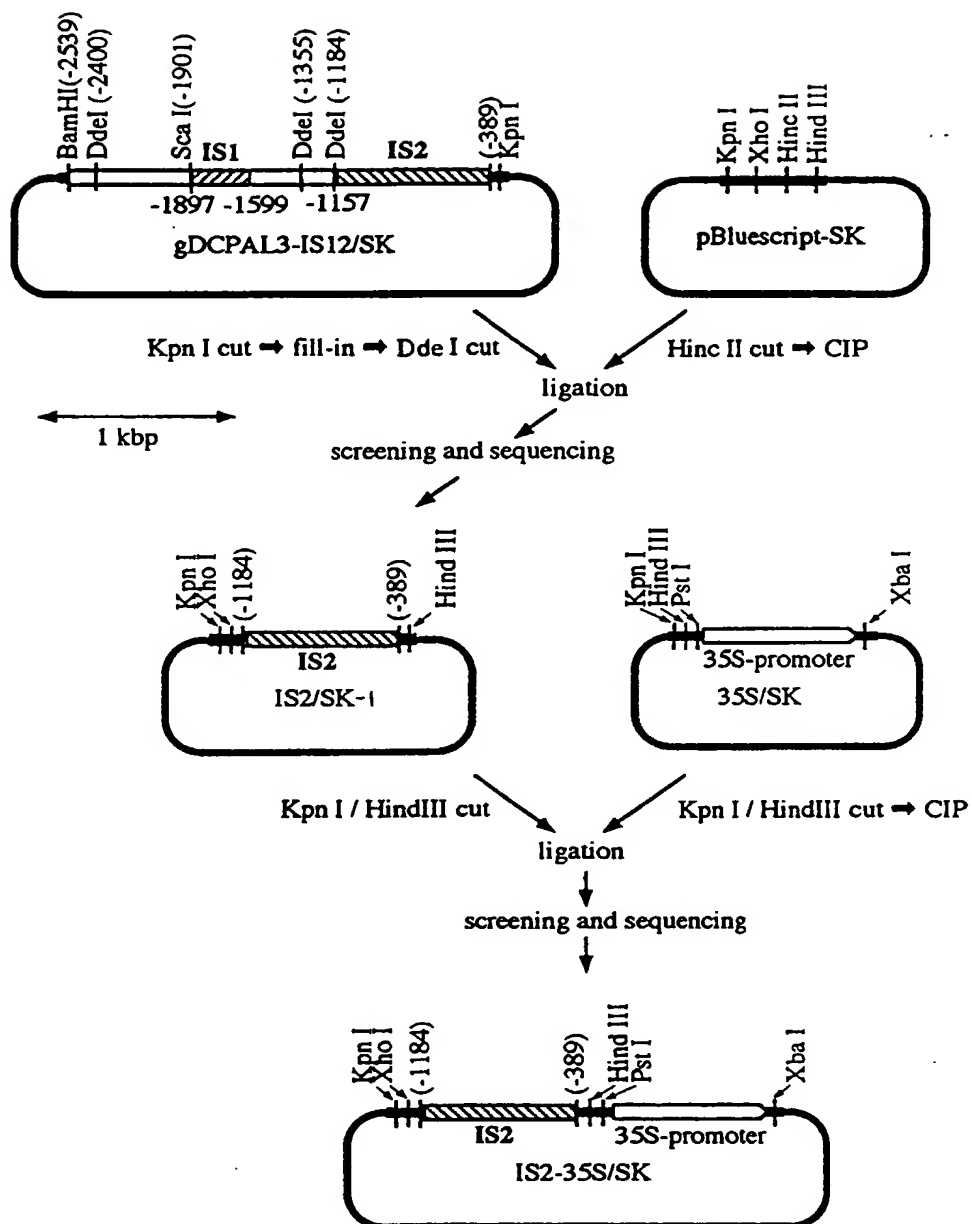 BamHI(-2539)
DdeI (-2400)
Sca I(-1901)
IS1
DdeI (-1355)
DdeI (-1184)
IS2
(-389)
Kpn I
-1897 -1599 -1157
gDCPAL3-IS12/SK
Kpn I
Xho I
Hinc II
Hind III
pBluescript-SK
Kpn I cut ➡ fill-in ➡ Dde I cut
Hinc II cut ➡ CIP
ligation
1 kbp
screening and sequencing
Kpn I
Xho I
(-1184)
(-389)
Hind III
IS2
IS2/SK-1
Kpn I
Hind III
Pst I
Xba I
35S-promoter
35S/SK
Kpn I / HindIII cut
Kpn I / HindIII cut ➡ CIP
ligation
screening and sequencing
Kpn I
Xho I
(-1184)
(-389)
Hind III
Pst I
Xba I
IS2
35S-promoter
IS2-35S/SK